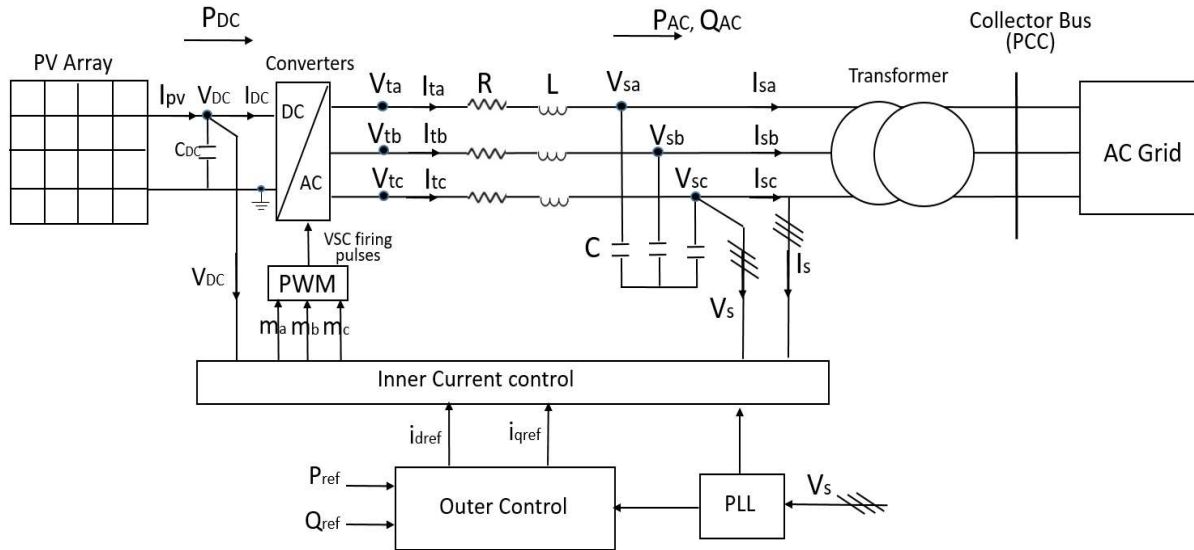 PDC
PAC, QAC
Collector Bus
(PCC)
PV Array
Converters
Transformer
Ipv VDC IDC
Vta Ita R L Vsa Isa
DC
CDC
Vtb Itb Vsb Isb
AC Grid
AC
Vtc Itc Vsc Isc
VSC firing
pulses
C
Is
VDC
PWM
Vs
ma mb mc
Inner Current control
idref iqref
Pref
Outer Control
PLL
Vs
Qref